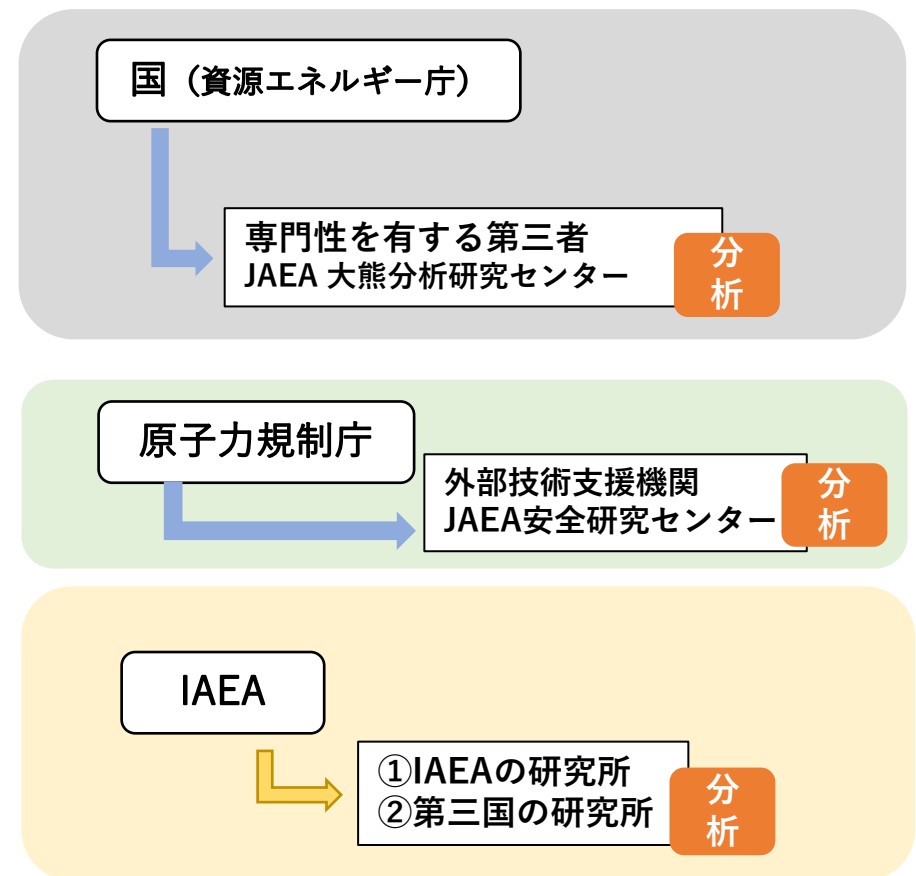 国（資源エネルギー庁）
専門性を有する第三者
JAEA 大熊分析研究センター
分
析
原子力規制庁
外部技術支援機関
JAEA安全研究センター
分
析
IAEA
①IAEAの研究所
②第三国の研究所
分
析